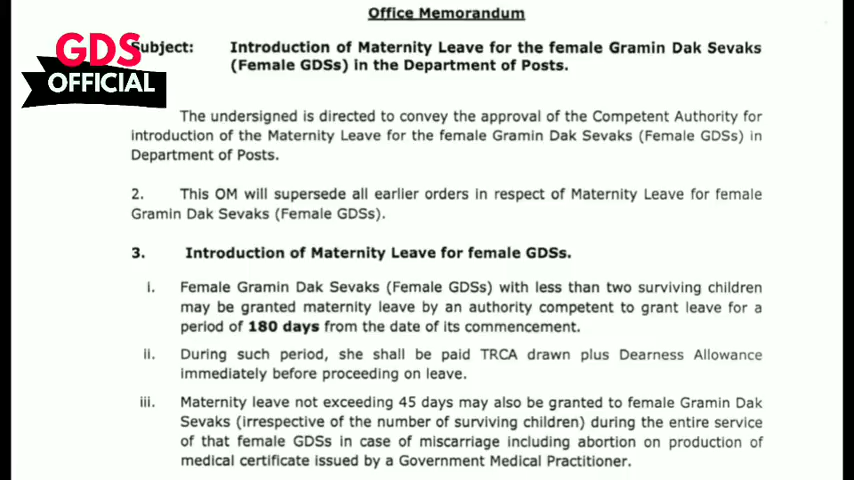 Office Memorandum
GDS
OFFICIAL
Subject: Introduction of Maternity Leave for the female Gramin Dak Sevaks
(Female GDSs) in the Department of Posts.
The undersigned is directed to convey the approval of the Competent Authority for
introduction of the Maternity Leave for the female Gramin Dak Sevaks (Female GDSs) in
Department of Posts.
2. This OM will supersede all earlier orders in respect of Maternity Leave for female
Gramin Dak Sevaks (Female GDSs).
3. Introduction of Maternity Leave for female GDSs.
i. Female Gramin Dak Sevaks (Female GDSs) with less than two surviving children
may be granted maternity leave by an authority competent to grant leave for a
period of 180 days from the date of its commencement.
ii. During such period, she shall be paid TRCA drawn plus Dearness Allowance
immediately before proceeding on leave.
iii. Maternity leave not exceeding 45 days may also be granted to female Gramin Dak
Sevaks (irrespective of the number of surviving children) during the entire service
of that female GDSs in case of miscarriage including abortion on production of
medical certificate issued by a Government Medical Practitioner.